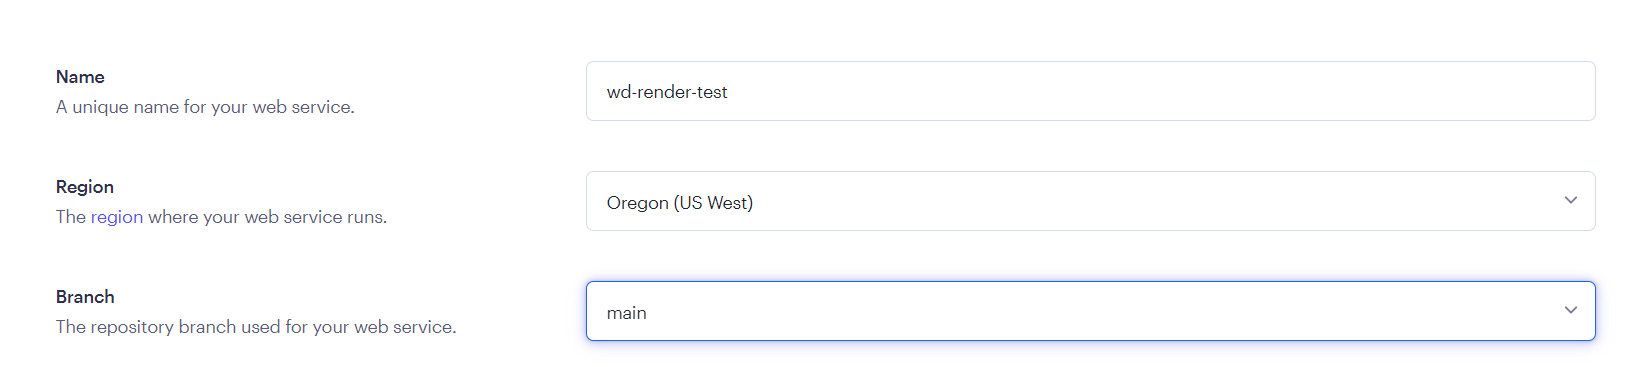 Name
A unique name for your web service.
wd-render-test
Region
The region where your web service runs.
Oregon (US West)
Branch
The repository branch used for your web service.
main